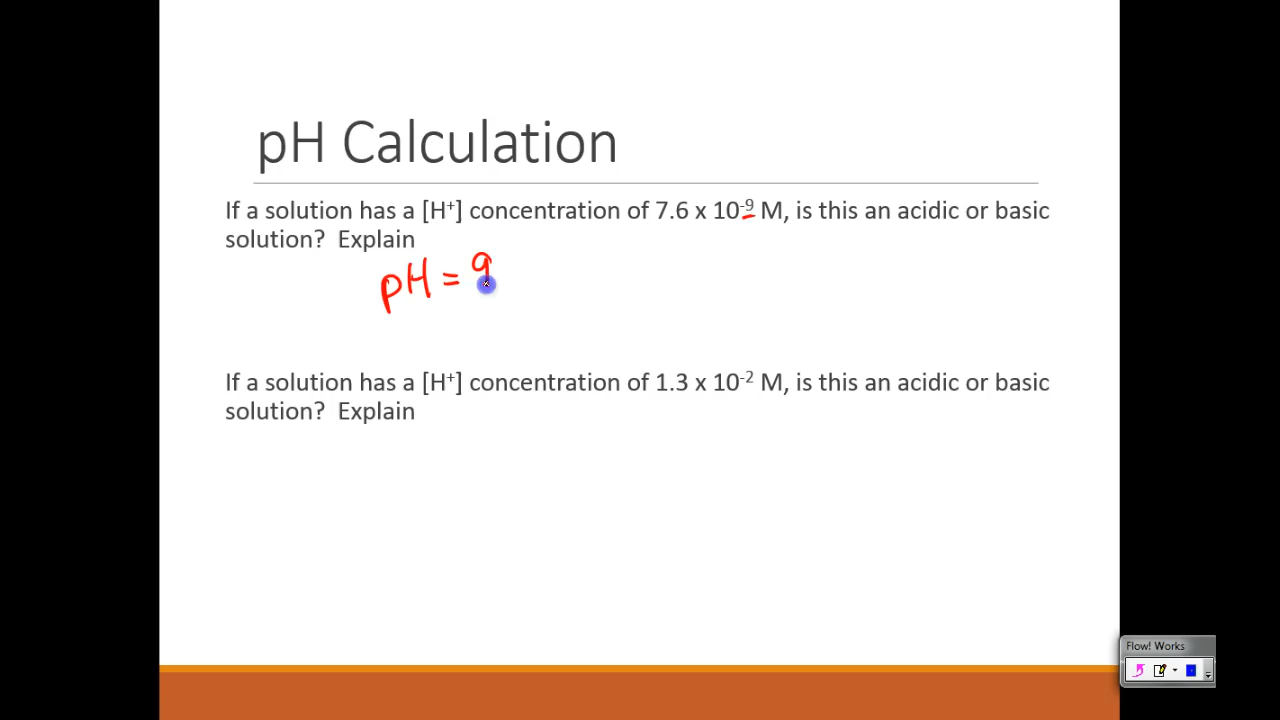 pH Calculation
If a solution has a [H⁺] concentration of 7.6 x 10⁻⁹ M, is this an acidic or basic
solution? Explain
pH = 9
If a solution has a [H⁺] concentration of 1.3 x 10⁻² M, is this an acidic or basic
solution? Explain
Flow! Works